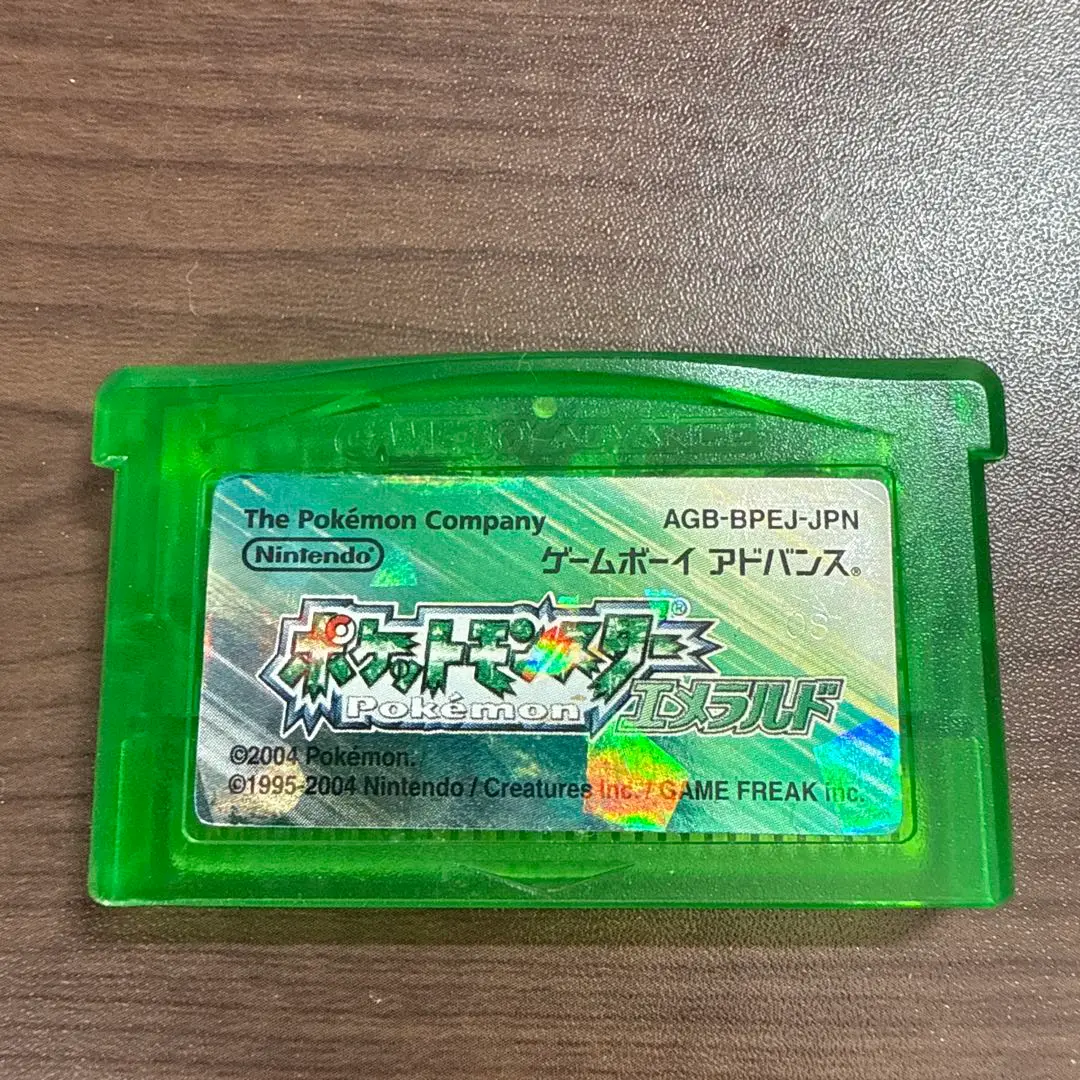 GAME BOY ADVANCE
The Pokémon Company
AGB-BPEJ-JPN
Nintendo
ゲームボーイ アドバンス®
08
ポケットモンスター®
Pokémon
エメラルド
©2004 Pokémon. /
©1995-2004 Nintendo / Creatures Inc. / GAME FREAK inc.